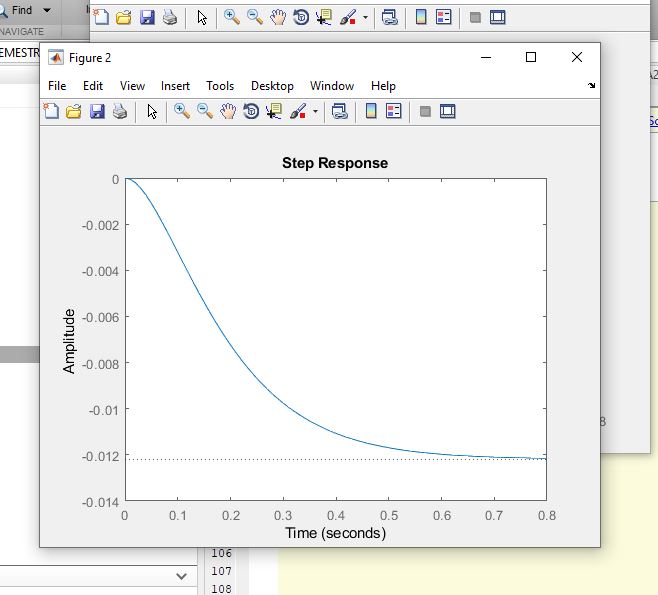 Find
NAVIGATE
EMESTR
Figure 2
File Edit View Insert Tools Desktop Window Help
Step Response
0
-0.002
-0.004
-0.006
-0.008
-0.01
-0.012
-0.014
Amplitude
0 0.1 0.2 0.3 0.4 0.5 0.6 0.7 0.8
Time (seconds)
8
106
107
108